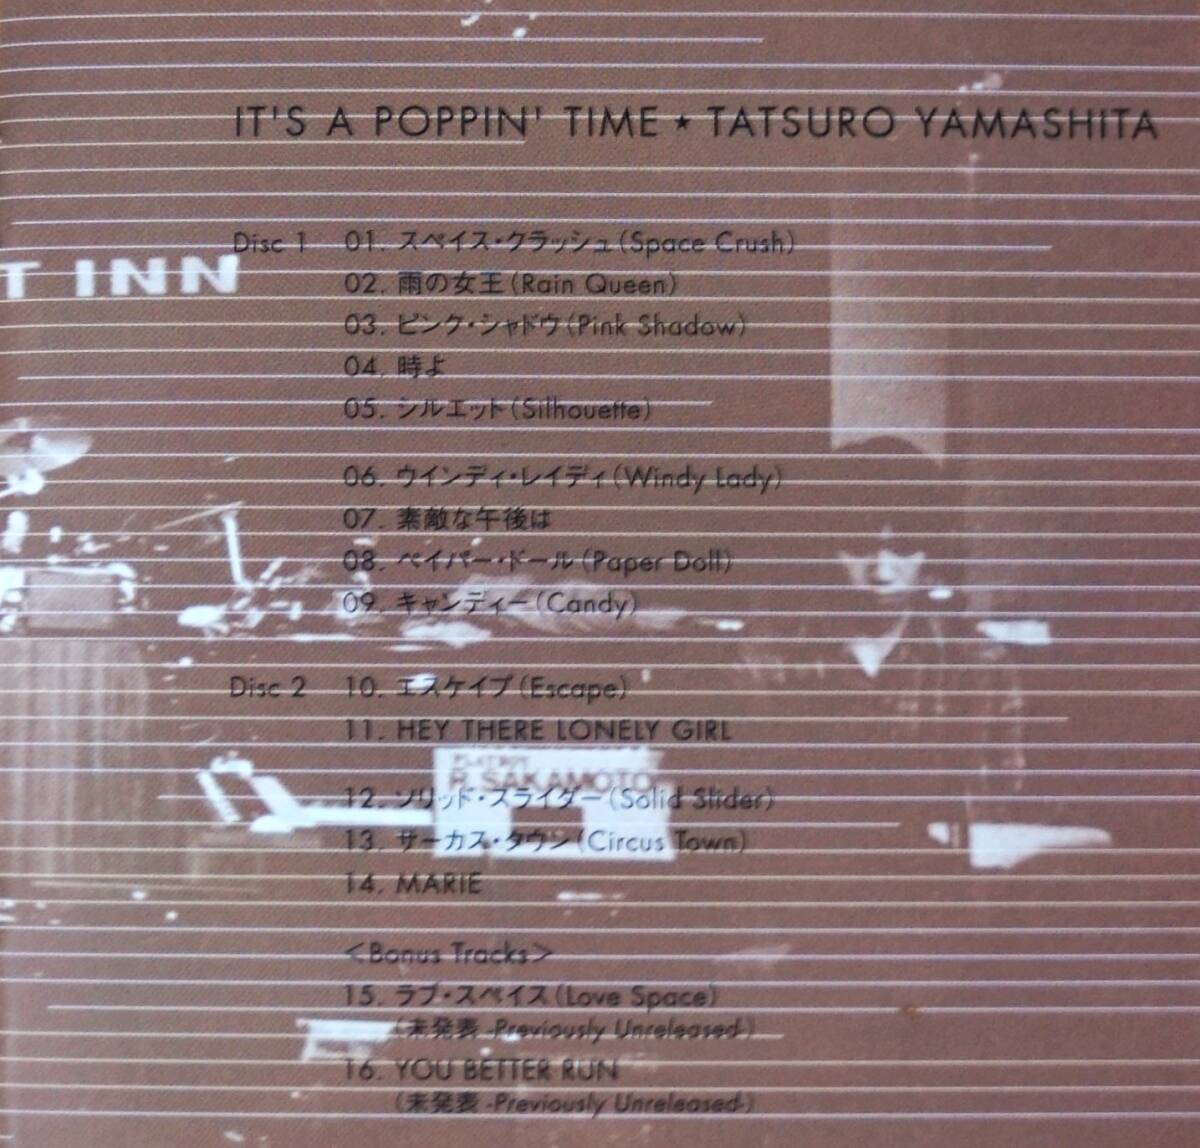 IT'S A POPPIN' TIME ★ TATSURO YAMASHITA
Disc 1 01. スペイス・クラッシュ(Space Crush)
T INN
02. 雨の女王(Rain Queen)
03. ピンク・シャドウ(Pink Shadow)
04. 時よ
05. シルエット(Silhouette)
06. ウインディ・レイディ(Windy Lady)
07. 素敵な午後は
08. ペイパー・ドール(Paper Doll)
09. キャンディー(Candy)
Disc 2 10. エスケイプ(Escape)
11. HEY THERE LONELY GIRL
R. SAKAMOTO
12. ソリッド・スライダー(Solid Slider)
13. サーカス・タウン(Circus Town)
14. MARIE
<Bonus Tracks>
15. ラブ・スペイス(Love Space)
(未発表 -Previously Unreleased-)
16. YOU BETTER RUN
(未発表 -Previously Unreleased-)